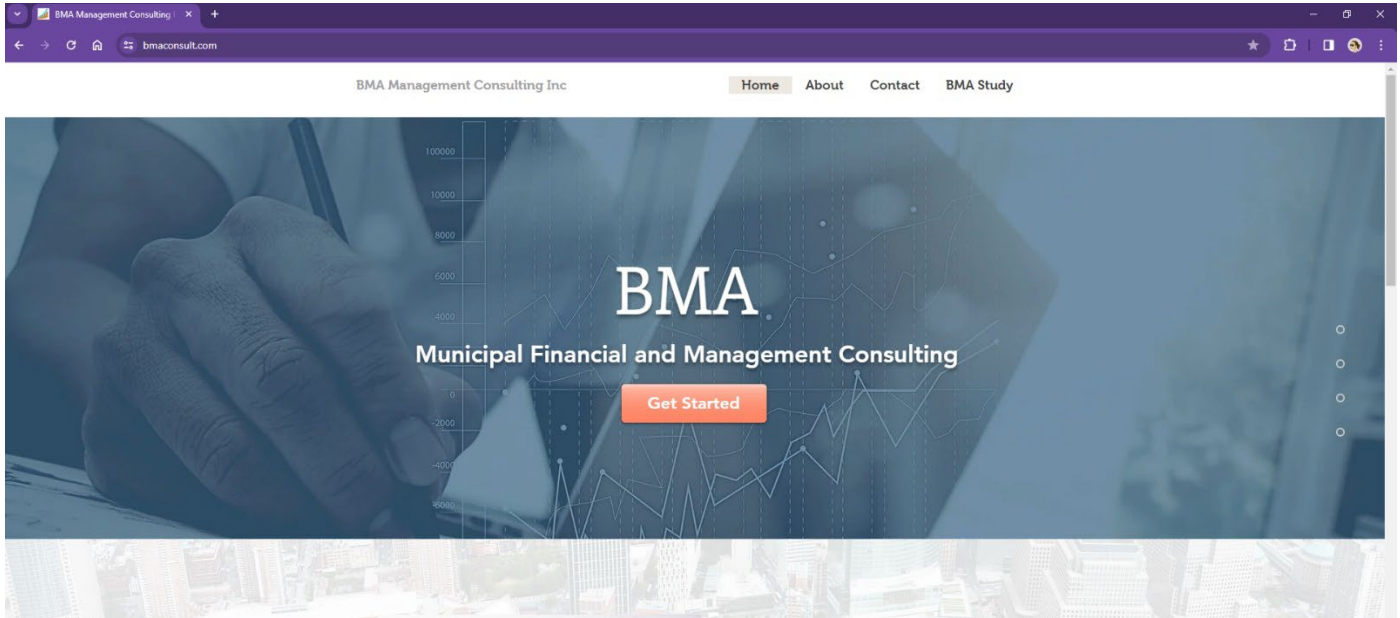 BMA Management Consulting
bmaconsult.com
BMA Management Consulting Inc
Home About Contact BMA Study
100000
10000
8000
6000
4000
BMA
Municipal Financial and Management Consulting
Get Started
0
-2000
-4000
-6000